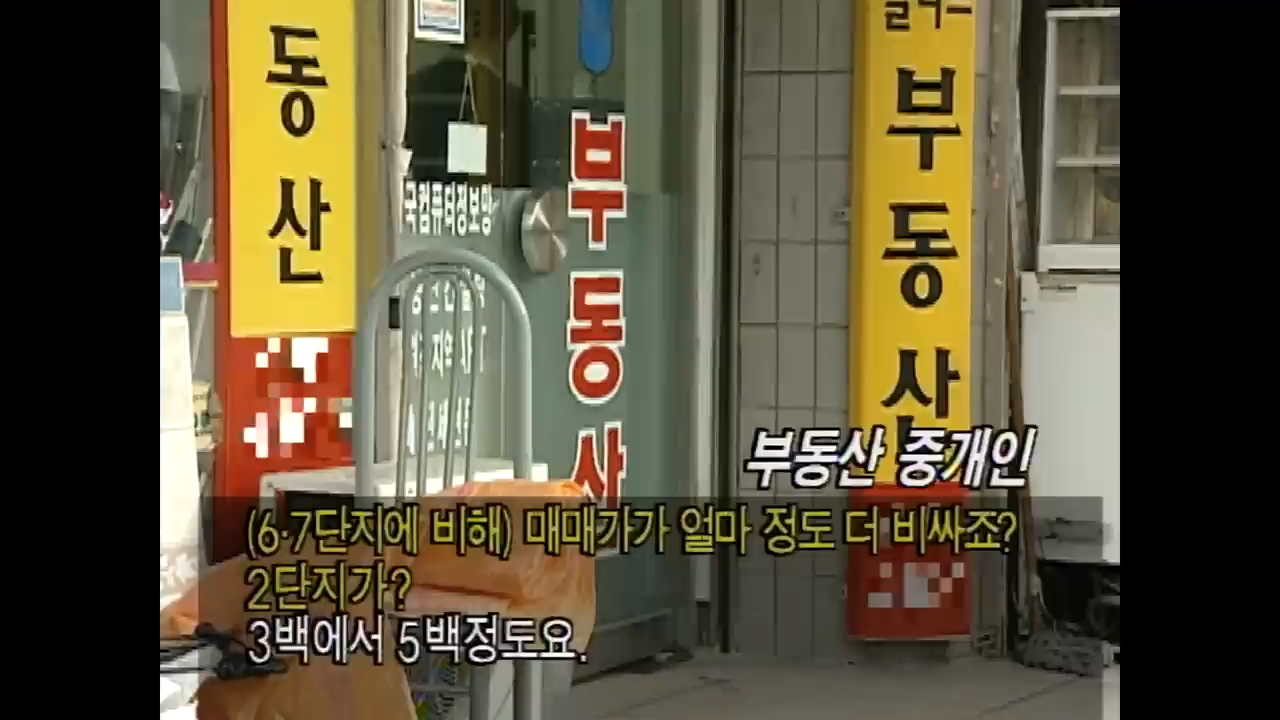 동산
부동산
부동사
국컴퓨터정보망
부동산 중개인
(6·7단지에 비해) 매매가가 얼마 정도 더 비싸죠?
2단지가?
3백에서 5백정도요.